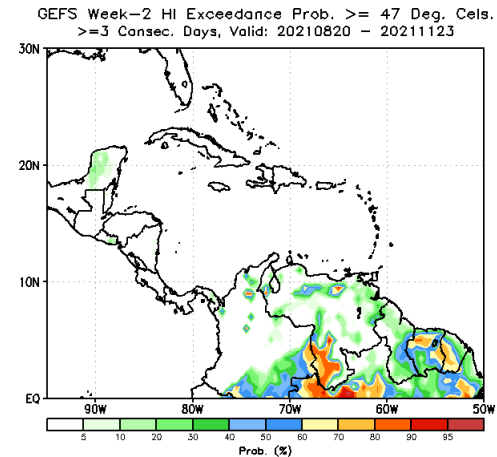 GEFS Week-2 HI Exceedance Prob. >= 47 Deg. Cels.
>=3 Cansec. Days, Valid: 20210820 - 20211123
30N
20N
10N
EQ
90W 80W 70W 60W 50W
5 10 20 30 40 50 60 70 80 90 95
Prob. (%)